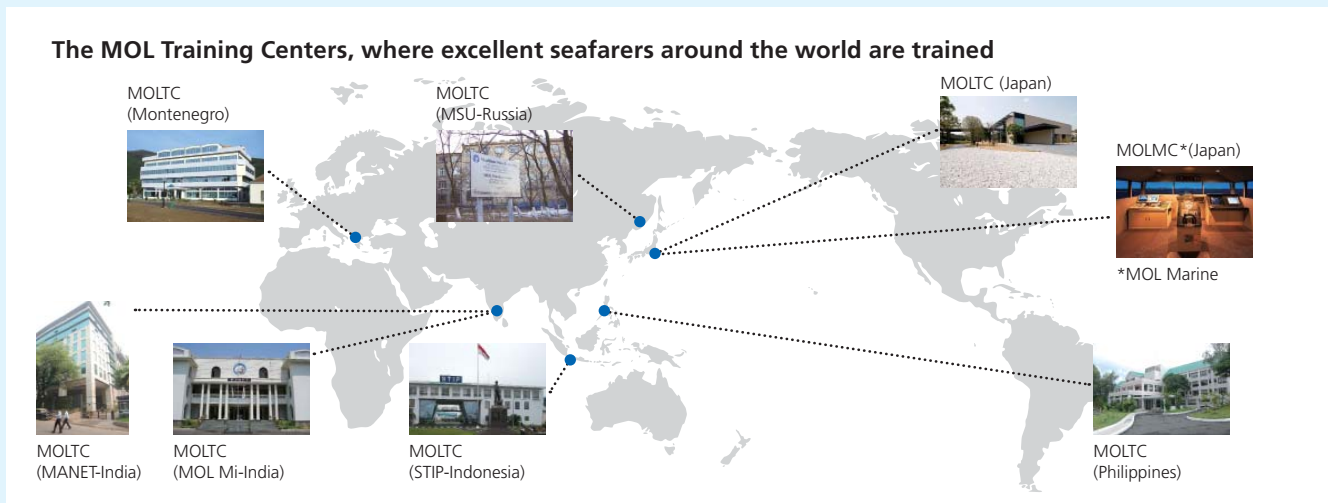 The MOL Training Centers, where excellent seafarers around the world are trained
MOLTC
(Montenegro)
MOLTC
(MSU-Russia)
MOLTC (Japan)
MOLMC*(Japan)
*MOL Marine
MOLTC
(MANET-India)
MOLTC
(MOL Mi-India)
STIP
MOLTC
(STIP-Indonesia)
MOLTC
(Philippines)